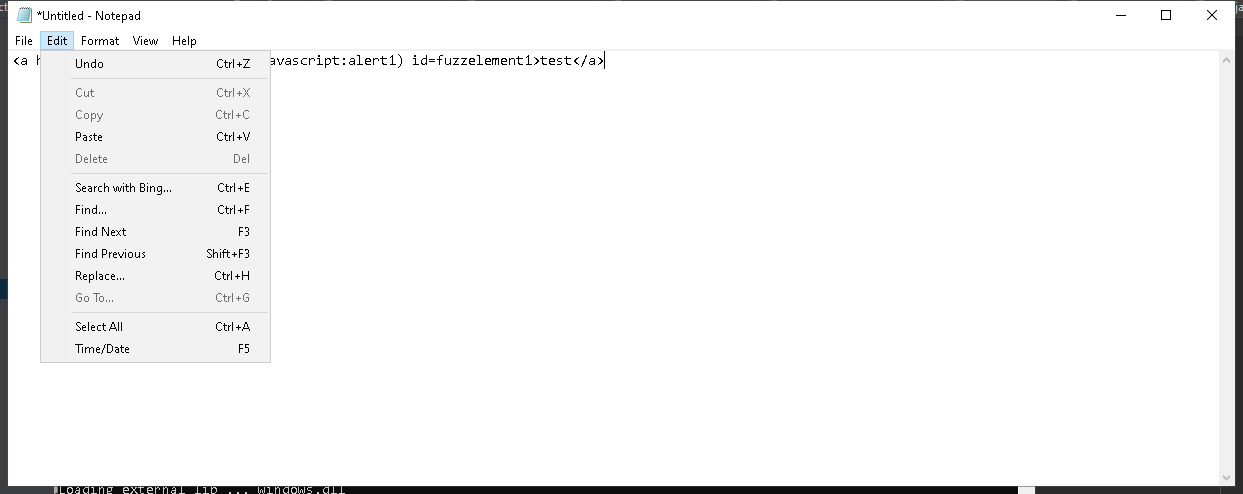 *Untitled - Notepad
File Edit Format View Help
<a h avascript:alert1) id=fuzzelement1>test</a>
Undo Ctrl+Z
Cut Ctrl+X
Copy Ctrl+C
Paste Ctrl+V
Delete Del
Search with Bing... Ctrl+E
Find... Ctrl+F
Find Next F3
Find Previous Shift+F3
Replace... Ctrl+H
Go To... Ctrl+G
Select All Ctrl+A
Time/Date F5
Loading external lib ... windows.dll